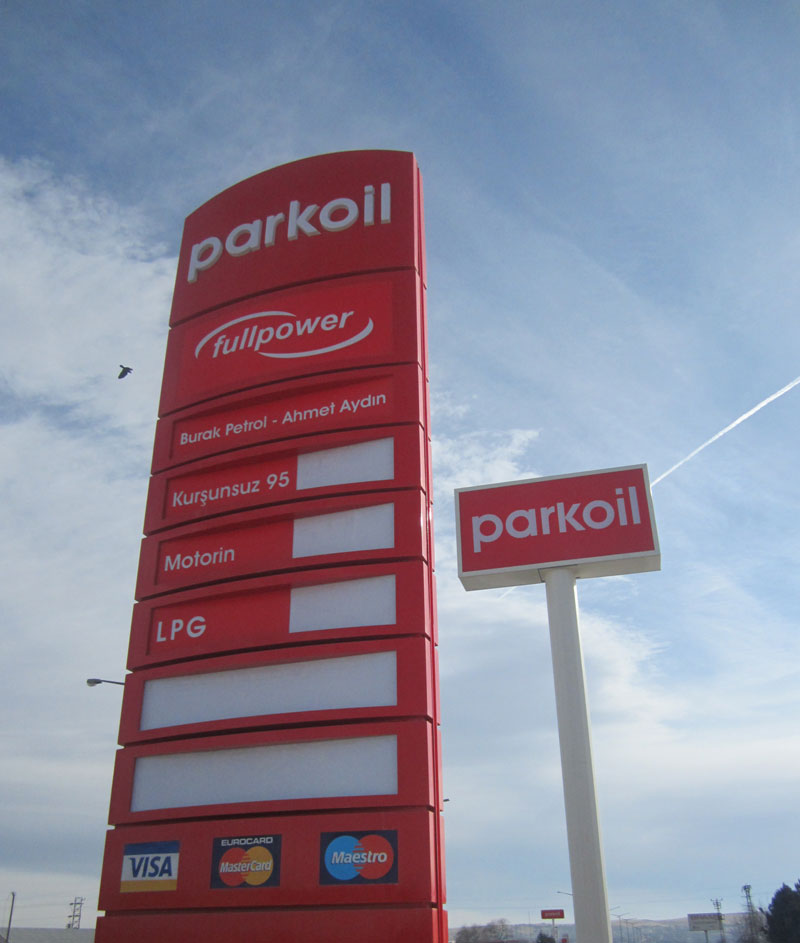 parkoil
fullpower
Burak Petrol - Ahmet Aydın
Kurşunsuz 95
Motorin
LPG
VISA
EUROCARD
MasterCard
Maestro
parkoil